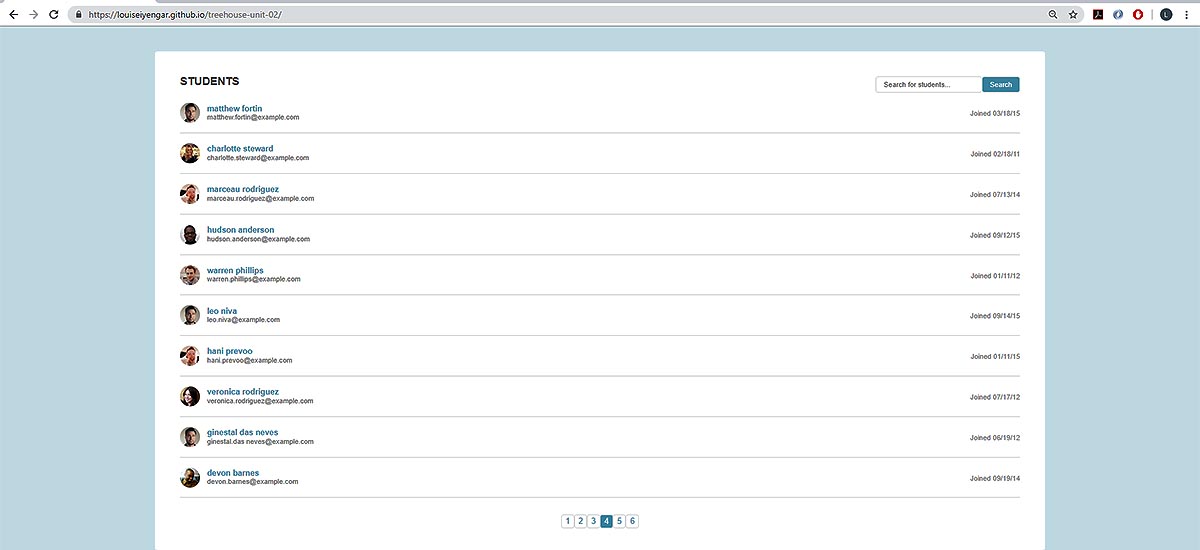 https://louiseiyengar.github.io/treehouse-unit-02/
L
STUDENTS
Search for students...
Search
matthew fortin
matthew.fortin@example.com
Joined 03/18/15
charlotte steward
charlotte.steward@example.com
Joined 02/18/11
marceau rodriguez
marceau.rodriguez@example.com
Joined 07/13/14
hudson anderson
hudson.anderson@example.com
Joined 09/12/15
warren phillips
warren.phillips@example.com
Joined 01/11/12
leo niva
leo.niva@example.com
Joined 09/14/15
hani prevoo
hani.prevoo@example.com
Joined 01/11/15
veronica rodriguez
veronica.rodriguez@example.com
Joined 07/17/12
ginestal das neves
ginestal.das neves@example.com
Joined 06/19/12
devon barnes
devon.barnes@example.com
Joined 09/19/14
1 2 3 4 5 6